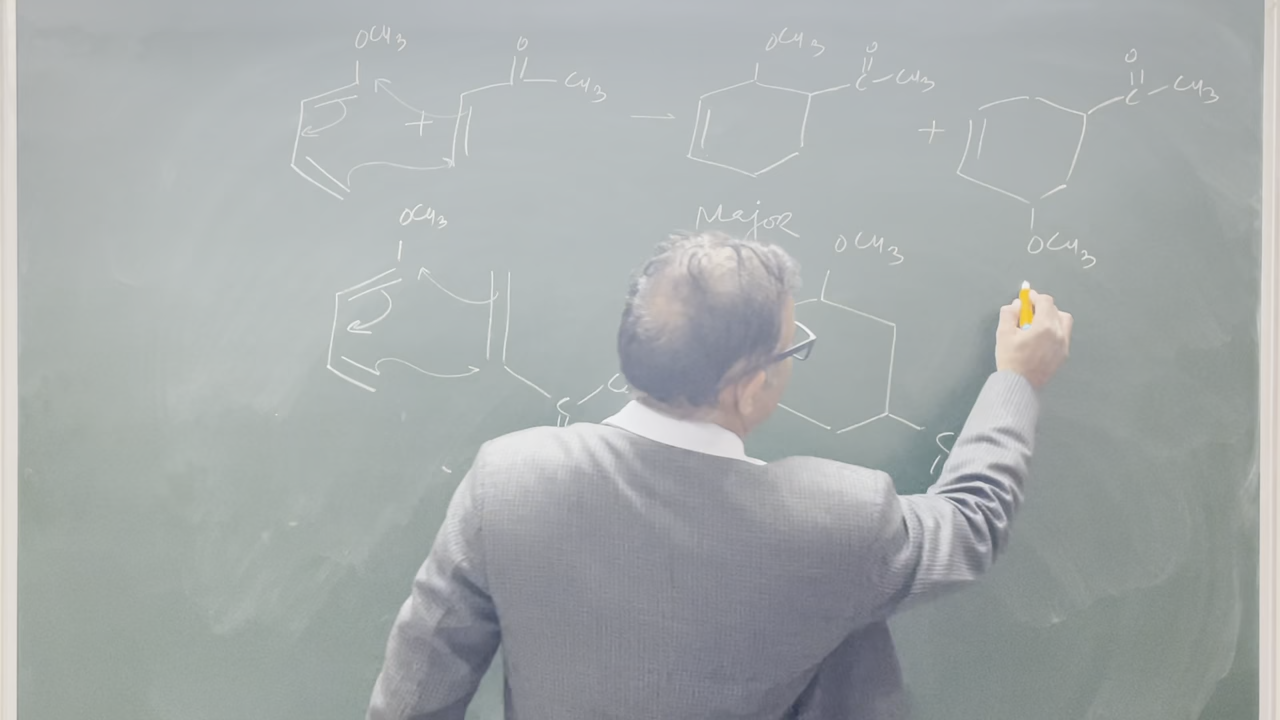 OCH3 O OCH3 O O
+ CH3 → C CH3 + C CH3
OCH3 Major OCH3 OCH3